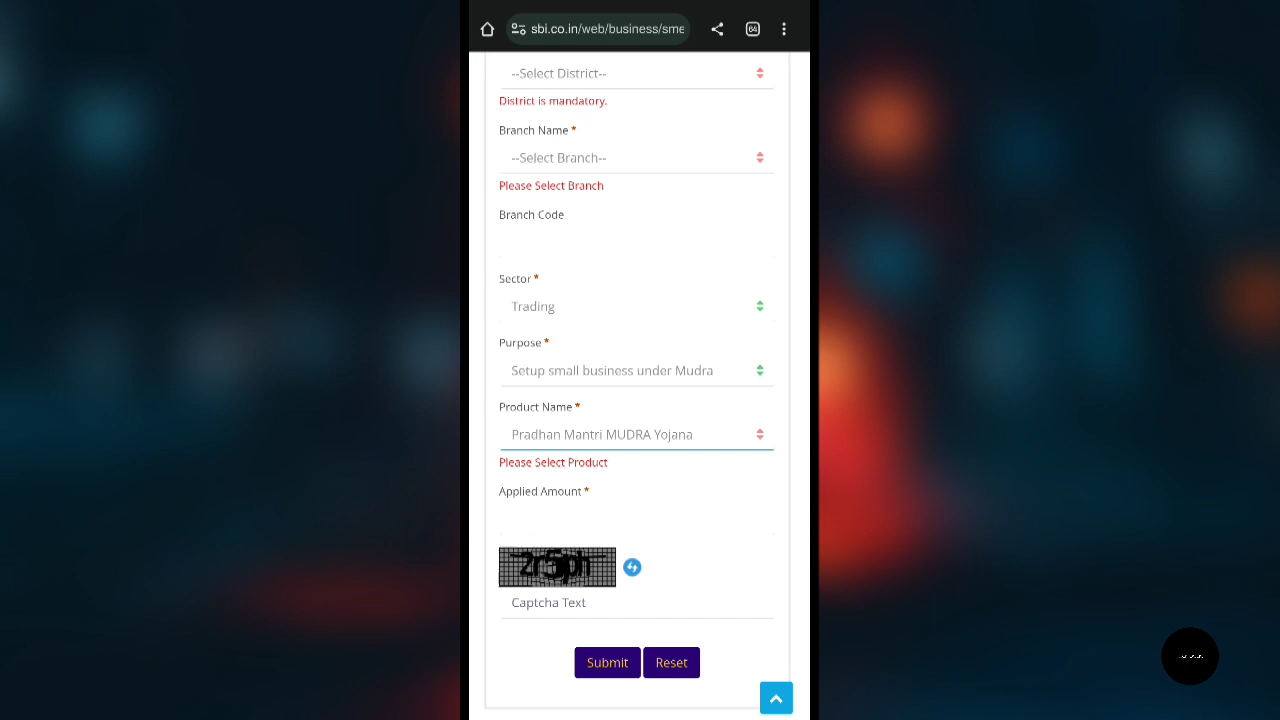 sbi.co.in/web/business/sme
64
--Select District--
District is mandatory.
Branch Name *
--Select Branch--
Please Select Branch
Branch Code
Sector *
Trading
Purpose *
Setup small business under Mudra
Product Name *
Pradhan Mantri MUDRA Yojana
Please Select Product
Applied Amount *
Captcha Text
Submit Reset